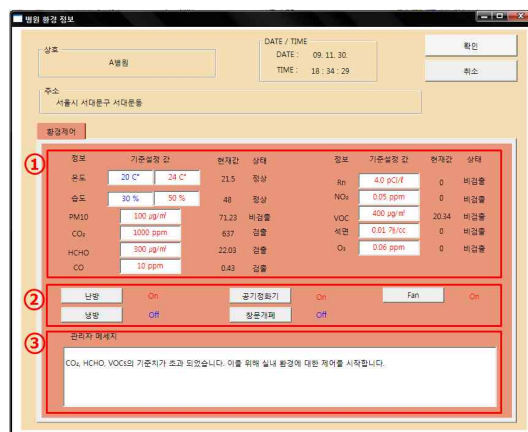 병원 환경 정보
상호
A병원
DATE / TIME
DATE : 09. 11. 30.
TIME : 18 : 34 : 29
확인
취소
주소
서울시 서대문구 서대문동
환경제어
①
정보 기준설정 값 현재값 상태 정보 기준설정 값 현재값 상태
온도 20 C° 24 C° 21.5 정상 Rn 4.0 pCi/ℓ 0 비검출
습도 30 % 50 % 48 정상 NO₂ 0.05 ppm 0 비검출
PM10 100 μg/㎥ 71.23 비검출 VOC 400 μg/㎥ 20.34 비검출
CO₂ 1000 ppm 637 검출 석면 0.01 개/cc 0 비검출
HCHO 300 μg/㎥ 22.03 검출 O₃ 0.06 ppm 0 비검출
CO 10 ppm 0.43 검출
②
난방 On 공기정화기 On Fan On
냉방 Off 창문개폐 Off
③
관리자 메세지
CO₂, HCHO, VOCs의 기준치가 초과 되었습니다. 이를 위해 실내 환경에 대한 제어를 시작합니다.